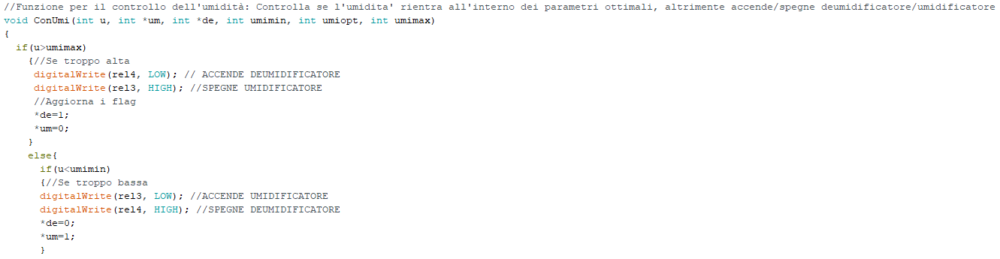 //Funzione per il controllo dell'umidità: Controlla se l'umidita' rientra all'interno dei parametri ottimali, altrimente accende/spegne deumidificatore/umidificatore
void ConUmi(int u, int *um, int *de, int umimin, int umiopt, int umimax)
{
  if(u>umimax)
    {//Se troppo alta
     digitalWrite(rel4, LOW); // ACCENDE DEUMIDIFICATORE
     digitalWrite(rel3, HIGH); //SPEGNE UMIDIFICATORE
     //Aggiorna i flag
     *de=1;
     *um=0;
    }
    else{
      if(u<umimin)
      {//Se troppo bassa
      digitalWrite(rel3, LOW); //ACCENDE UMIDIFICATORE
      digitalWrite(rel4, HIGH); //SPEGNE DEUMIDIFICATORE
      *de=0;
      *um=1;
      }